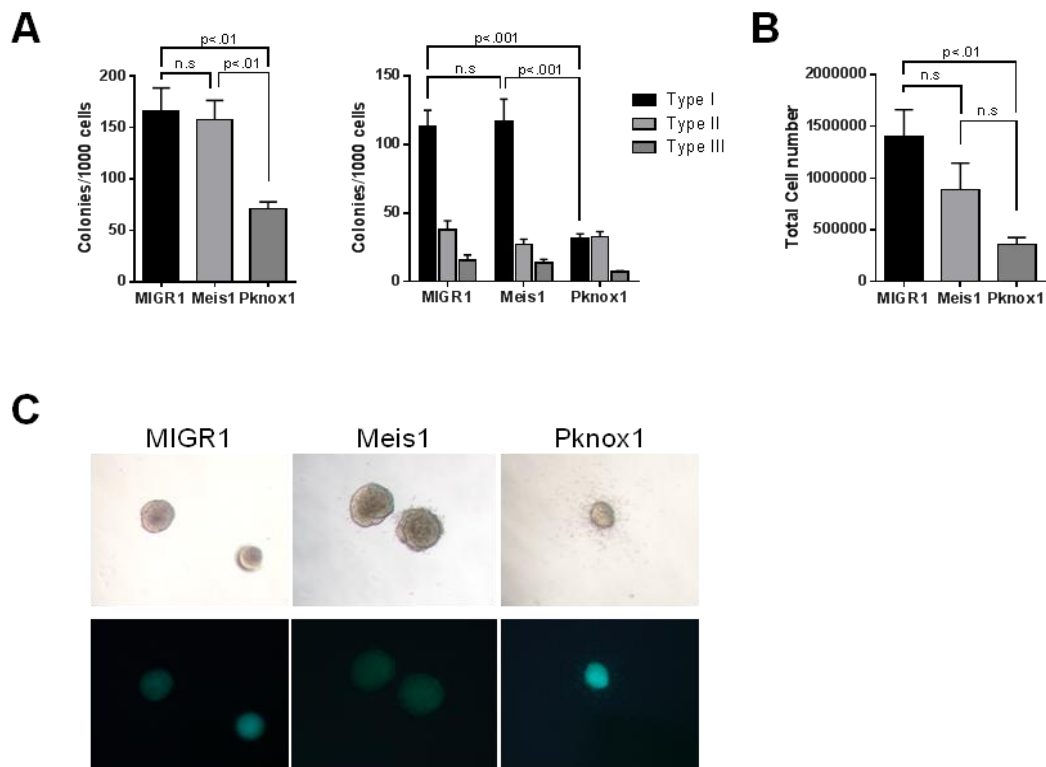 A
B
p<.01
n.s
p<.01
200
150
100
50
0
Colonies/1000 cells
MIGR1 Meis1 Pknox1
p<.001
n.s
p<.001
150
100
50
0
Colonies/1000 cells
MIGR1 Meis1 Pknox1
Type I
Type II
Type III
p<.01
n.s
n.s
2000000
1500000
1000000
500000
0
Total Cell number
MIGR1 Meis1 Pknox1
C
MIGR1 Meis1 Pknox1